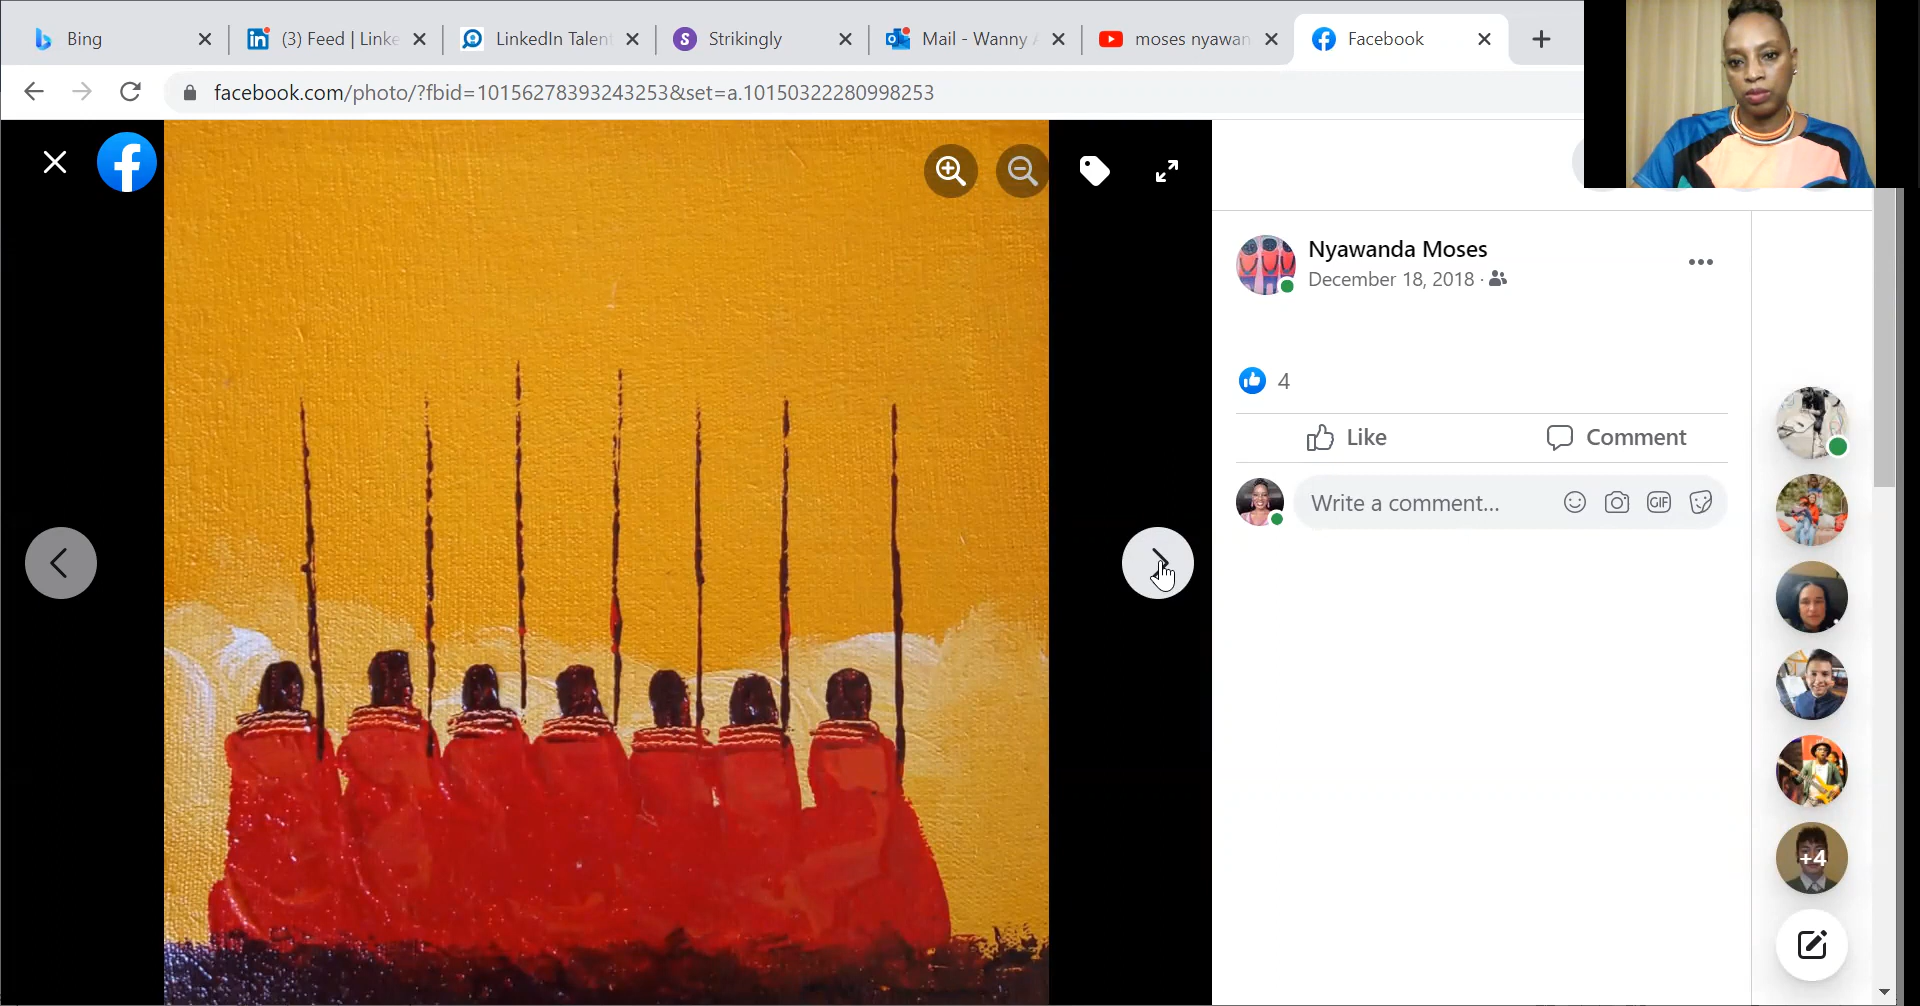 Bing
(3) Feed | Linke
LinkedIn Talent
Strikingly
Mail - Wanny A
moses nyawan
Facebook
facebook.com/photo/?fbid=10156278393243253&set=a.10150322280998253
Nyawanda Moses
December 18, 2018 ·
4
Like
Comment
Write a comment...
GIF
+4